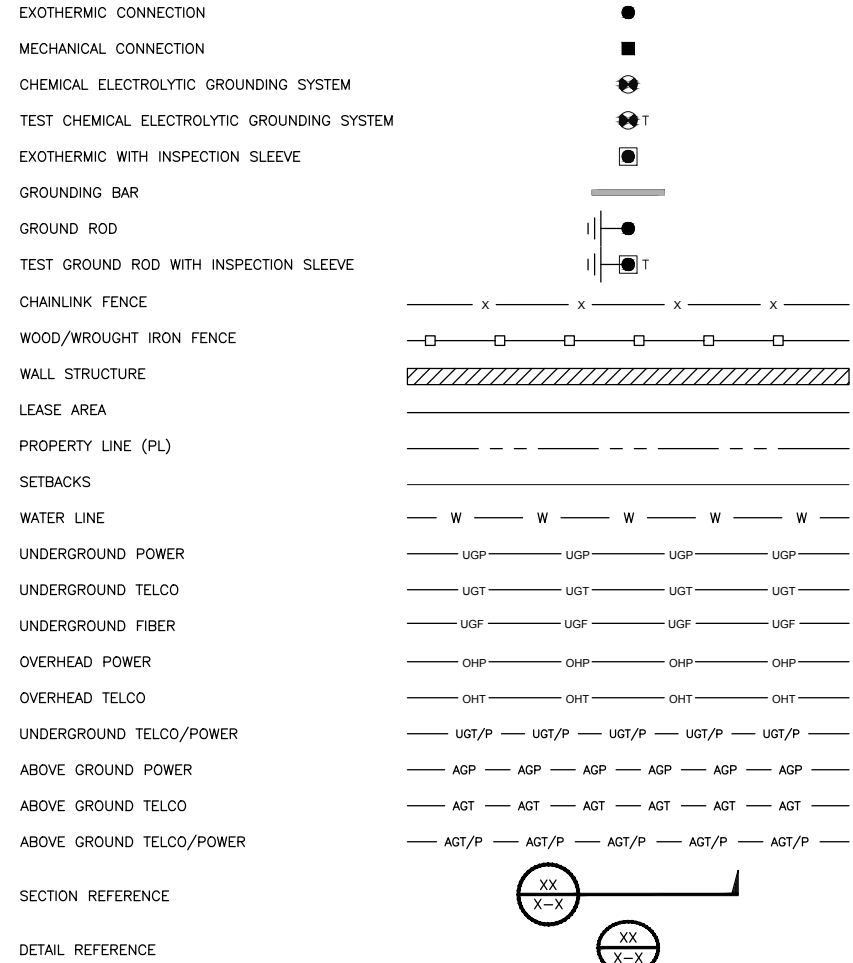 EXOTHERMIC CONNECTION
MECHANICAL CONNECTION
CHEMICAL ELECTROLYTIC GROUNDING SYSTEM
TEST CHEMICAL ELECTROLYTIC GROUNDING SYSTEM T
EXOTHERMIC WITH INSPECTION SLEEVE
GROUNDING BAR
GROUND ROD
TEST GROUND ROD WITH INSPECTION SLEEVE T
CHAINLINK FENCE X X X X
WOOD/WROUGHT IRON FENCE
WALL STRUCTURE
LEASE AREA
PROPERTY LINE (PL)
SETBACKS
WATER LINE W W W W W
UNDERGROUND POWER UGP UGP UGP UGP
UNDERGROUND TELCO UGT UGT UGT UGT
UNDERGROUND FIBER UGF UGF UGF UGF
OVERHEAD POWER OHP OHP OHP OHP
OVERHEAD TELCO OHT OHT OHT OHT
UNDERGROUND TELCO/POWER UGT/P UGT/P UGT/P UGT/P UGT/P
ABOVE GROUND POWER AGP AGP AGP AGP AGP AGP
ABOVE GROUND TELCO AGT AGT AGT AGT AGT AGT
ABOVE GROUND TELCO/POWER AGT/P AGT/P AGT/P AGT/P AGT/P
SECTION REFERENCE
XX
X-X
DETAIL REFERENCE
XX
X-X